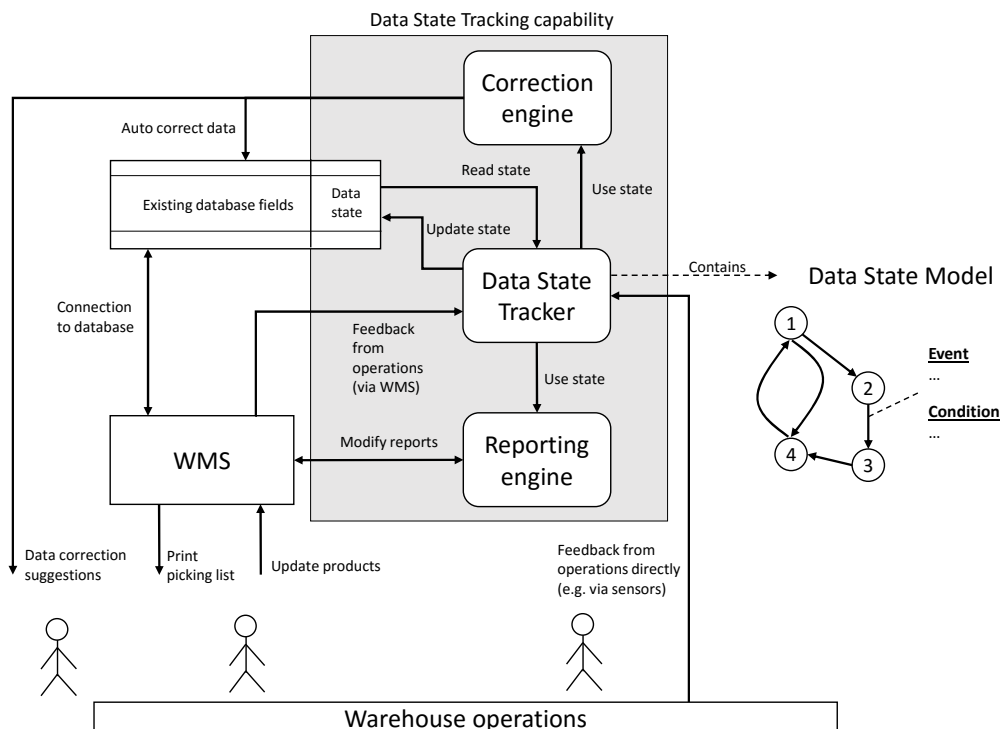 Data State Tracking capability
Correction
engine
Auto correct data
Read state
Use state
Existing database fields
Data
state
Update state
Contains
Data State Model
Data State
Tracker
Connection
to database
Feedback
from
operations
(via WMS)
1
2
3
4
Event
...
Condition
...
Use state
WMS
Modify reports
Reporting
engine
Data correction
suggestions
Print
picking list
Update products
Feedback from
operations directly
(e.g. via sensors)
Warehouse operations